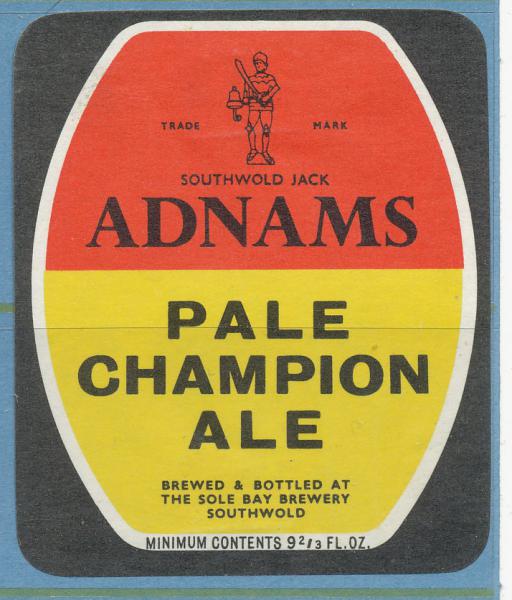 TRADE MARK
SOUTHWOLD JACK
ADNAMS
PALE
CHAMPION
ALE
BREWED & BOTTLED AT
THE SOLE BAY BREWERY
SOUTHWOLD
MINIMUM CONTENTS 9 2/3 FL. OZ.